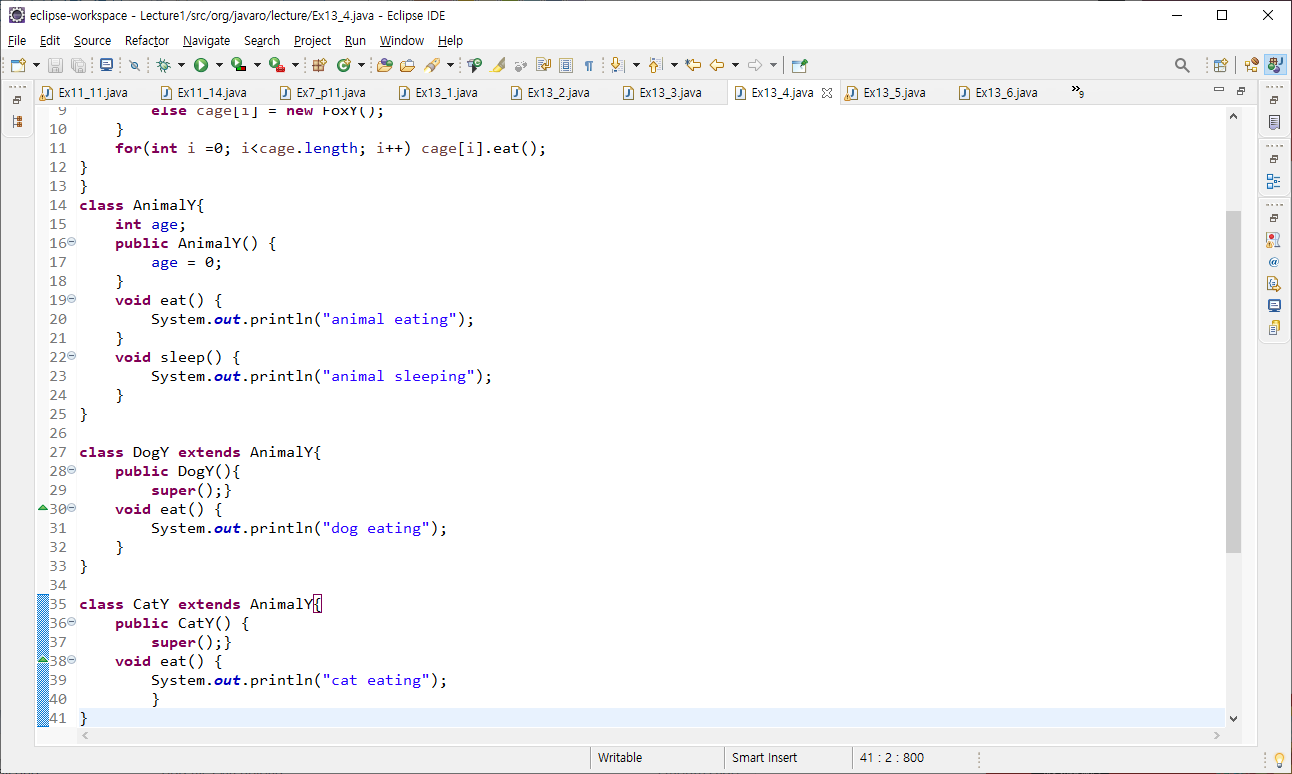 eclipse-workspace - Lecture1/src/org/javaro/lecture/Ex13_4.java - Eclipse IDE
File Edit Source Refactor Navigate Search Project Run Window Help
Ex11_11.java Ex11_14.java Ex7_p11.java Ex13_1.java Ex13_2.java Ex13_3.java Ex13_4.java Ex13_5.java Ex13_6.java »9
9 else cage[i] = new FoxY();
10 }
11 for(int i =0; i<cage.length; i++) cage[i].eat();
12 }
13 }
14 class AnimalY{
15 int age;
16 public AnimalY() {
17 age = 0;
18 }
19 void eat() {
20 System.out.println("animal eating");
21 }
22 void sleep() {
23 System.out.println("animal sleeping");
24 }
25 }
26
27 class DogY extends AnimalY{
28 public DogY(){
29 super();}
30 void eat() {
31 System.out.println("dog eating");
32 }
33 }
34
35 class CatY extends AnimalY{
36 public CatY() {
37 super();}
38 void eat() {
39 System.out.println("cat eating");
40 }
41 }
Writable Smart Insert 41 : 2 : 800